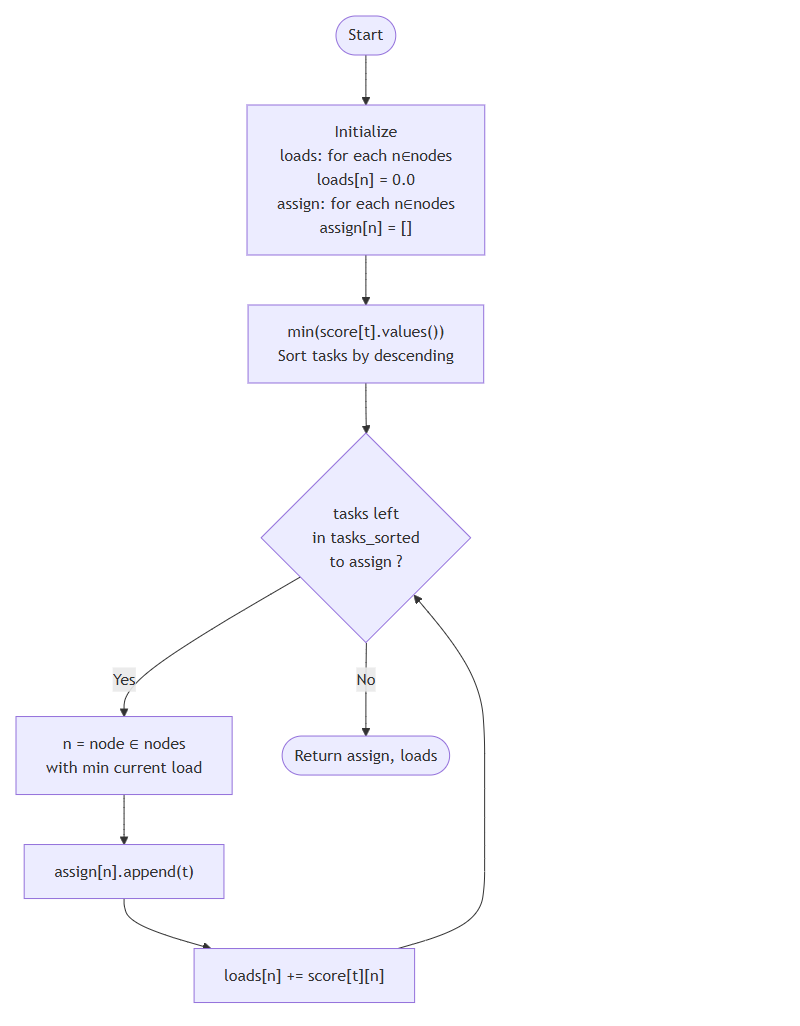 Start
Initialize
loads: for each n∈nodes
loads[n] = 0.0
assign: for each n∈nodes
assign[n] = []
min(score[t].values())
Sort tasks by descending
tasks left
in tasks_sorted
to assign ?
Yes
No
n = node ∈ nodes
with min current load
Return assign, loads
assign[n].append(t)
loads[n] += score[t][n]